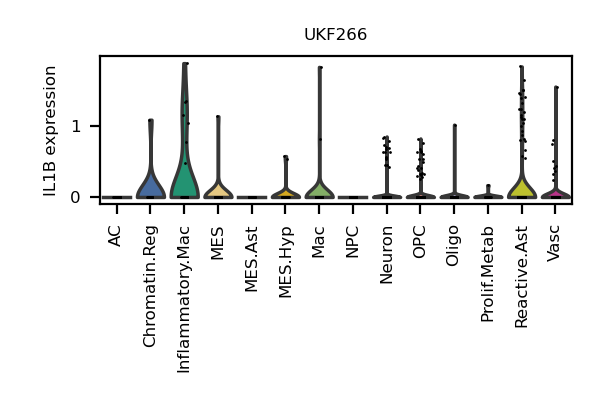 UKF266
IL1B expression
1
0
AC
Chromatin.Reg
Inflammatory.Mac
MES
MES.Ast
MES.Hyp
Mac
NPC
Neuron
OPC
Oligo
Prolif.Metab
Reactive.Ast
Vasc